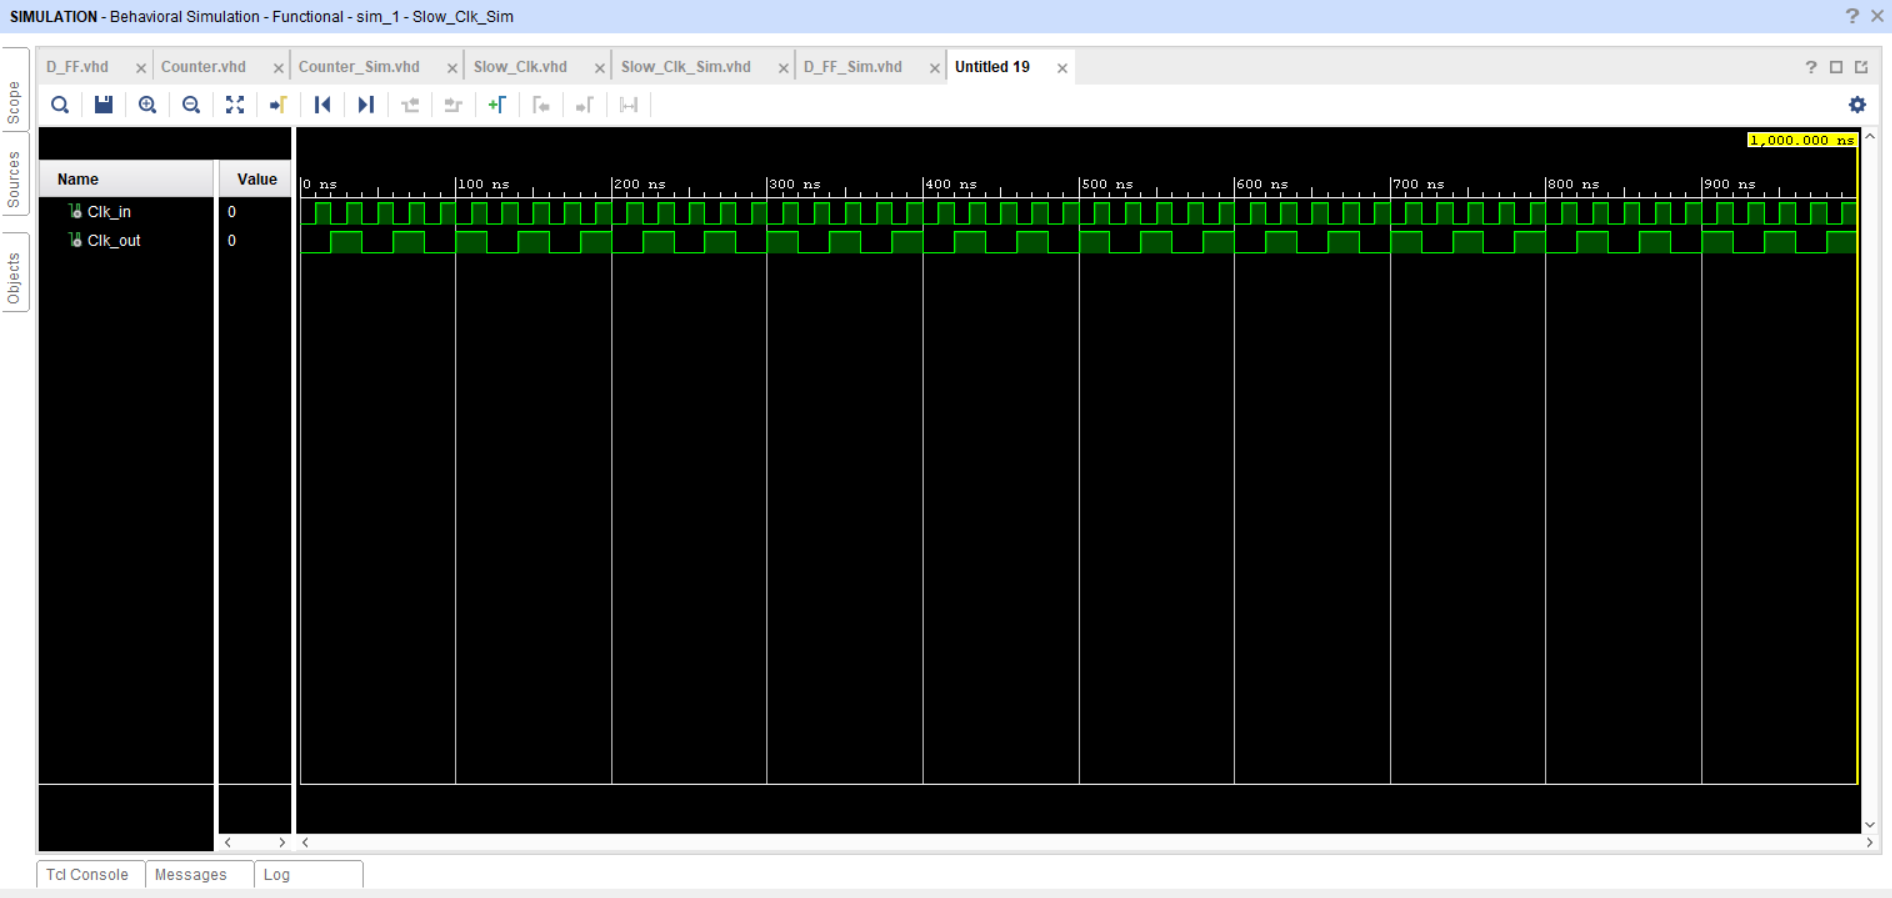 SIMULATION - Behavioral Simulation - Functional - sim_1 - Slow_Clk_Sim
D_FF.vhd Counter.vhd Counter_Sim.vhd Slow_Clk.vhd Slow_Clk_Sim.vhd D_FF_Sim.vhd Untitled 19
Scope
Sources
Objects
1,000.000 ns
Name Value
0 ns 100 ns 200 ns 300 ns 400 ns 500 ns 600 ns 700 ns 800 ns 900 ns
Clk_in 0
Clk_out 0
Tcl Console Messages Log